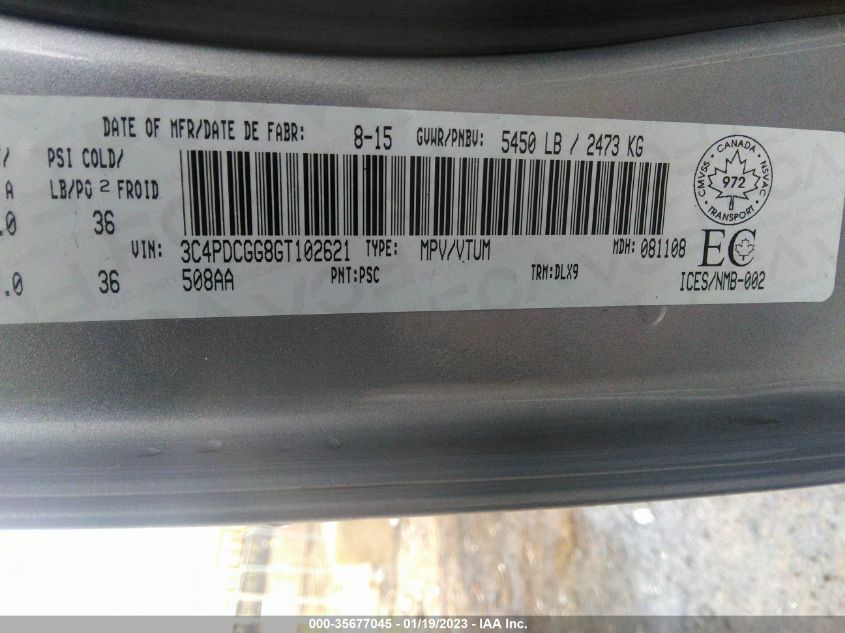 DATE OF MFR/DATE DE FABR: 8-15 GVWR/PNBV: 5450 LB / 2473 KG
PSI COLD/
A LB/PO 2 FROID
.0 36
VIN: 3C4PDCGG8GT102621 TYPE: MPV/VTUM MDH: 081108
.0 36 508AA PNT:PSC TRM:DLX9 ICES/NMB-002
CMVSS • CANADA • NSVAC • TRANSPORT •
972
EC
000-35677045 - 01/19/2023 - IAA Inc.